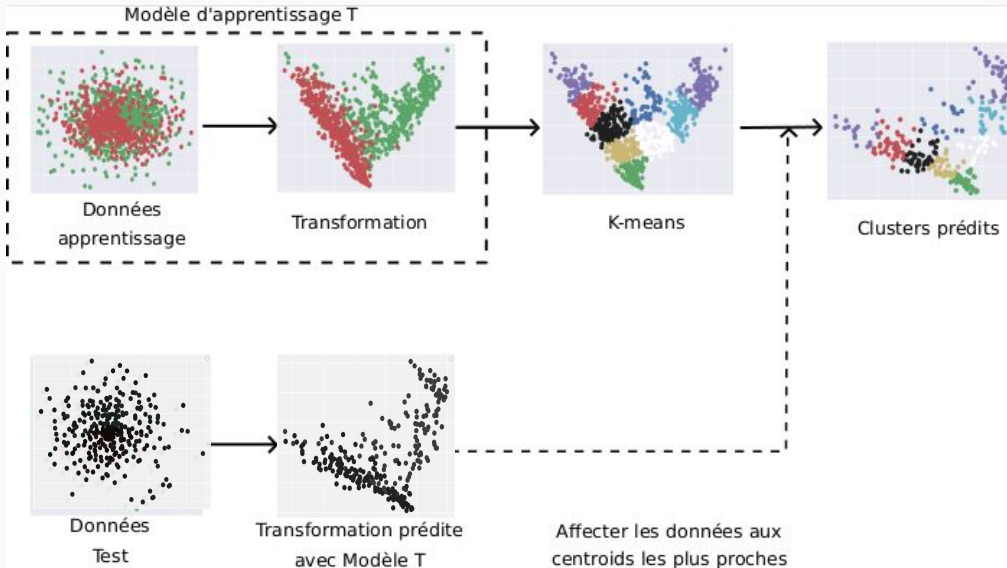 Modèle d'apprentissage T
Données
apprentissage
Transformation
K-means
Clusters prédits
Données
Test
Transformation prédite
avec Modèle T
Affecter les données aux
centroids les plus proches